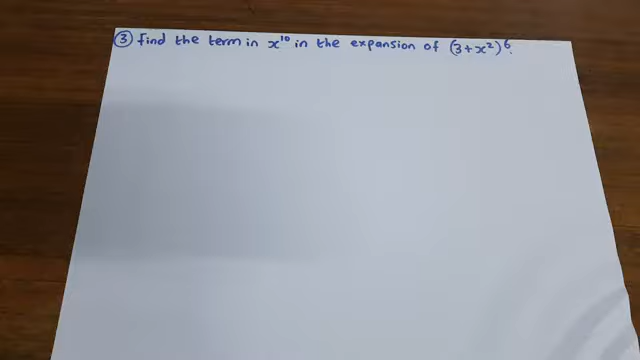 ③ find the term in x¹⁰ in the expansion of (3+x²)⁶.